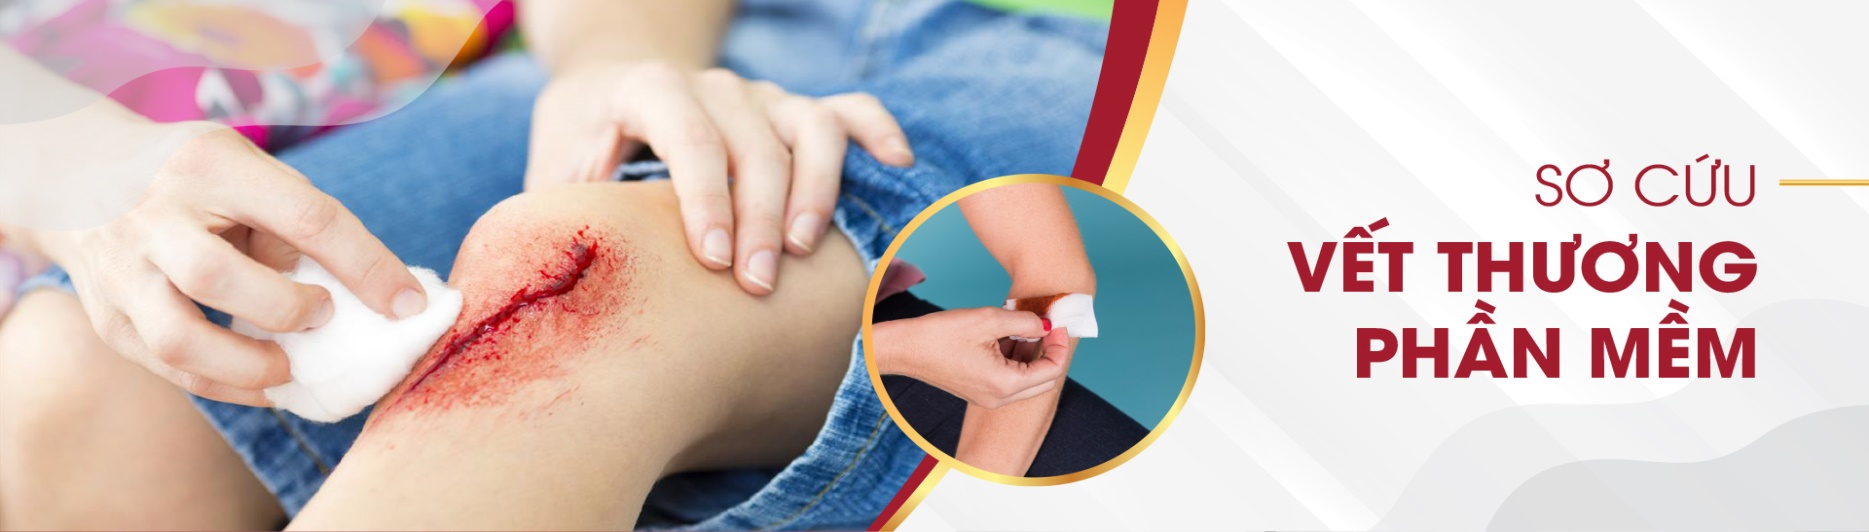 SƠ CỨU
VẾT THƯƠNG
PHẦN MỀM